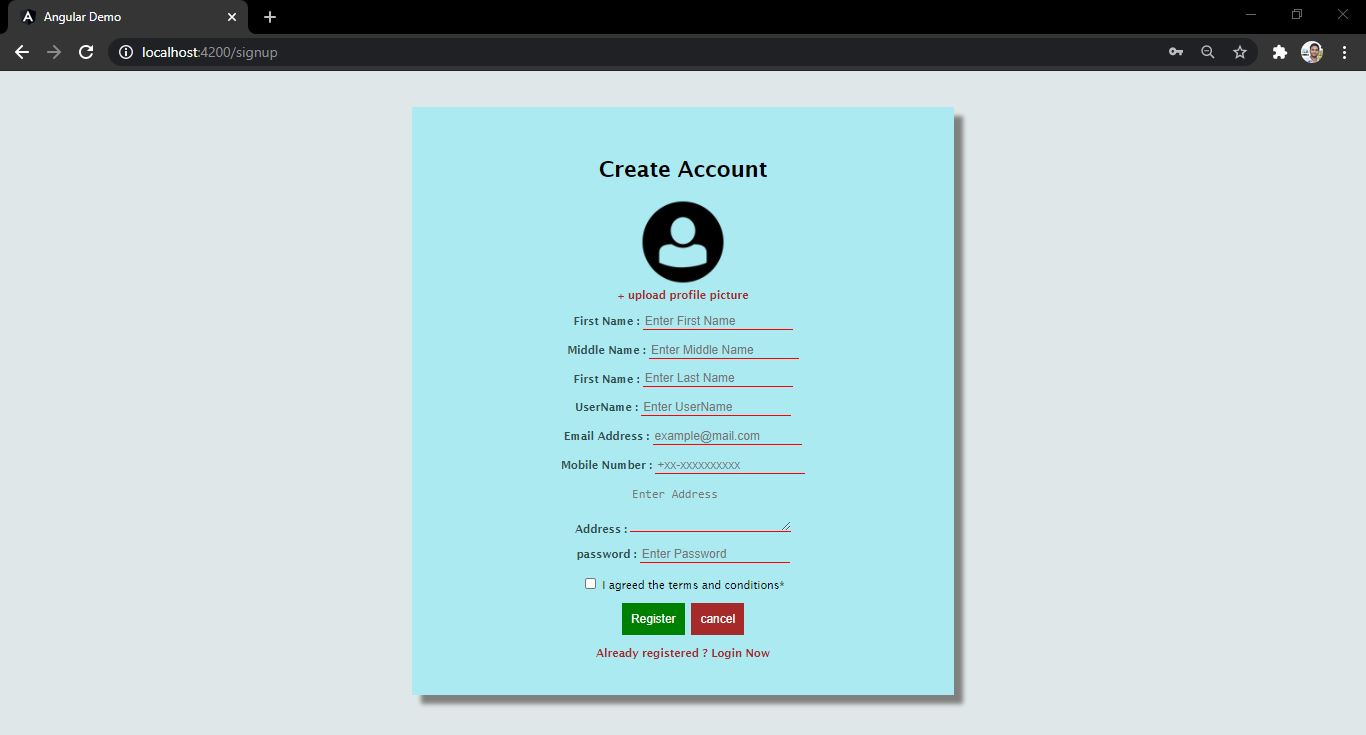 Angular Demo
localhost:4200/signup
Create Account
+ upload profile picture
First Name : Enter First Name
Middle Name : Enter Middle Name
First Name : Enter Last Name
UserName : Enter UserName
Email Address : example@mail.com
Mobile Number : +xx-xxxxxxxxxx
Enter Address
Address :
password : Enter Password
I agreed the terms and conditions*
Register cancel
Already registered ? Login Now